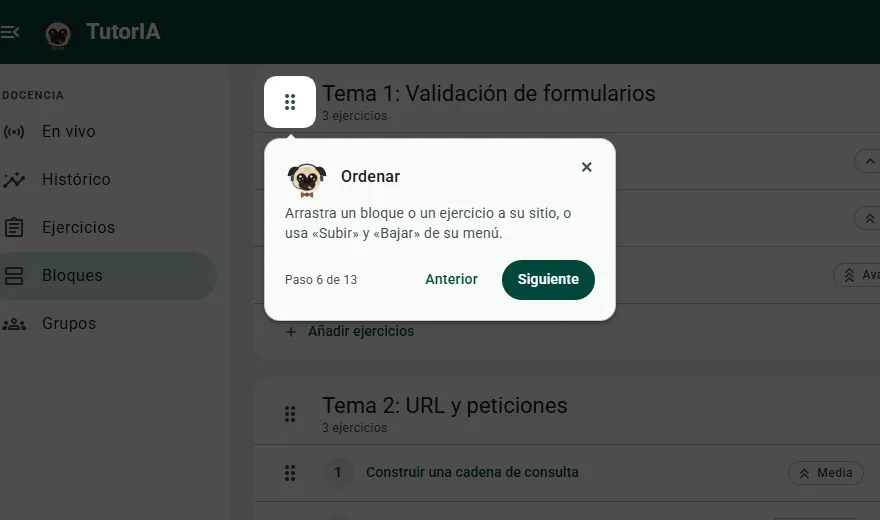 TutorIA
DOCENCIA
En vivo
Histórico
Ejercicios
Bloques
Grupos
Tema 1: Validación de formularios
3 ejercicios
Ordenar
Arrastra un bloque o un ejercicio a su sitio, o
usa «Subir» y «Bajar» de su menú.
Paso 6 de 13
Anterior
Siguiente
Añadir ejercicios
Tema 2: URL y peticiones
3 ejercicios
1 Construir una cadena de consulta
Media